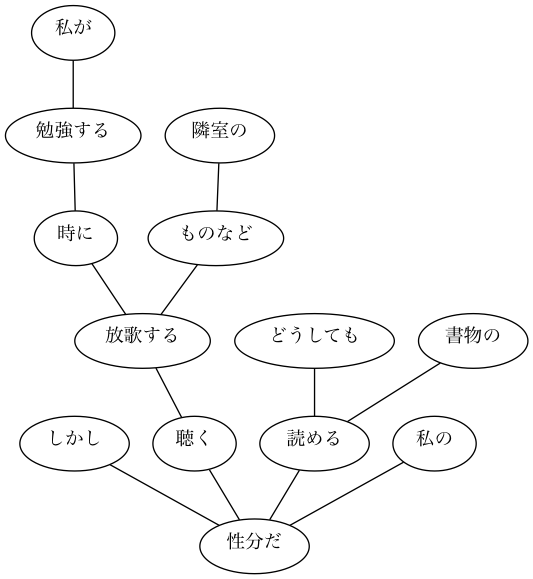 私が
勉強する
隣室の
時に
ものなど
放歌する
どうしても
書物の
しかし
聴く
読める
私の
性分だ